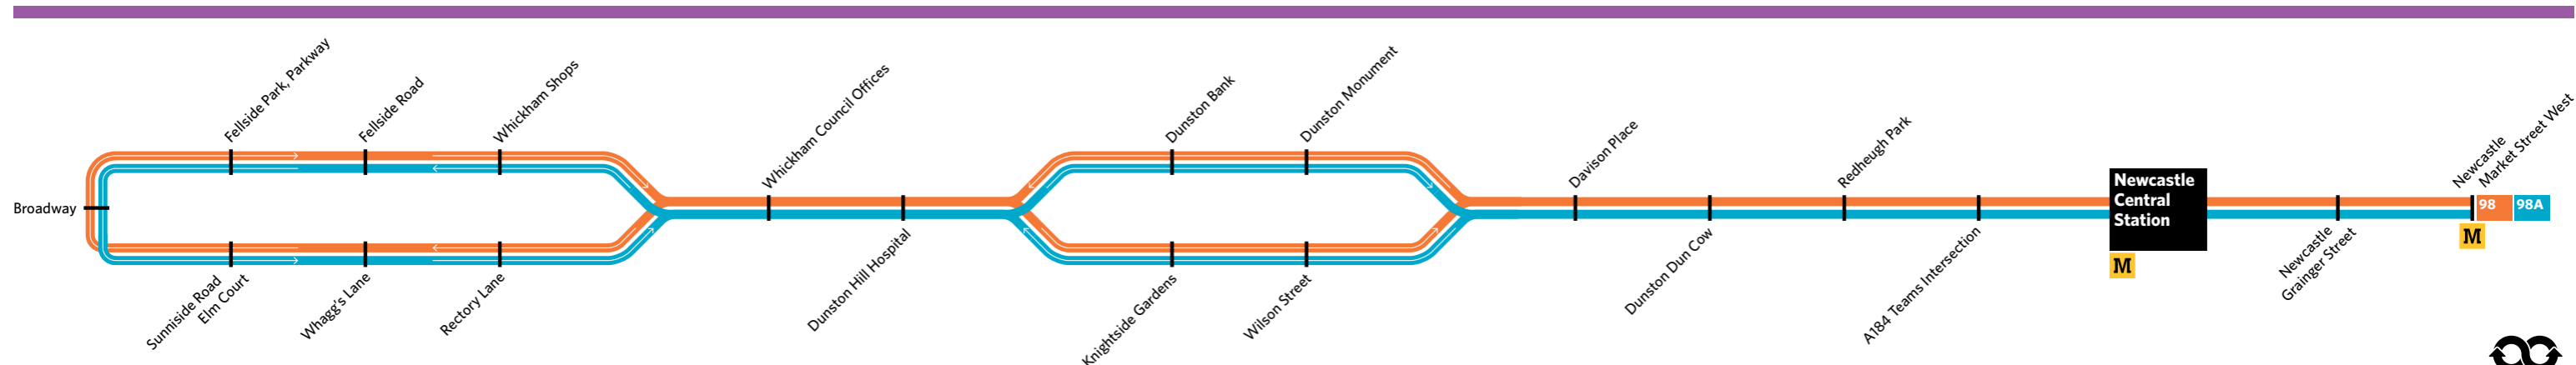 Broadway
Fellside Park, Parkway
Fellside Road
Whickham Shops
Sunniside Road
Elm Court
Whagg's Lane
Rectory Lane
Whickham Council Offices
Dunston Hill Hospital
Dunston Bank
Dunston Monument
Knightside Gardens
Wilson Street
Davison Place
Dunston Dun Cow
Redheugh Park
A184 Teams Intersection
Newcastle
Central
Station
M
Newcastle
Grainger Street
Newcastle
Market Street West
98
98A
M